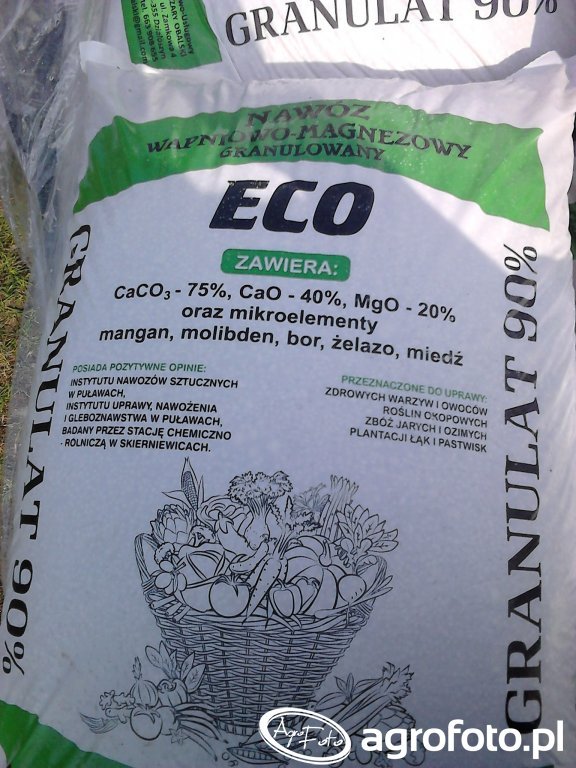 GRANULAT 90%
NAWÓZ
WAPNIOWO-MAGNEZOWY
GRANULOWANY
ECO
ZAWIERA:
CaCO₃ - 75%, CaO - 40%, MgO - 20%
oraz mikroelementy
mangan, molibden, bor, żelazo, miedź
POSIADA POZYTYWNE OPINIE:
INSTYTUTU NAWOZÓW SZTUCZNYCH
W PUŁAWACH,
INSTYTUTU UPRAWY, NAWOŻENIA
I GLEBOZNAWSTWA W PUŁAWACH,
BADANY PRZEZ STACJĘ CHEMICZNO
- ROLNICZĄ W SKIERNIEWICACH.
PRZEZNACZONE DO UPRAWY:
ZDROWYCH WARZYW I OWOCÓW
ROŚLIN OKOPOWYCH
ZBÓŻ JARYCH I OZIMYCH
PLANTACJI ŁĄK I PASTWISK
GRANULAT 90%
GRANULAT 90%
AgroFoto
agrofoto.pl